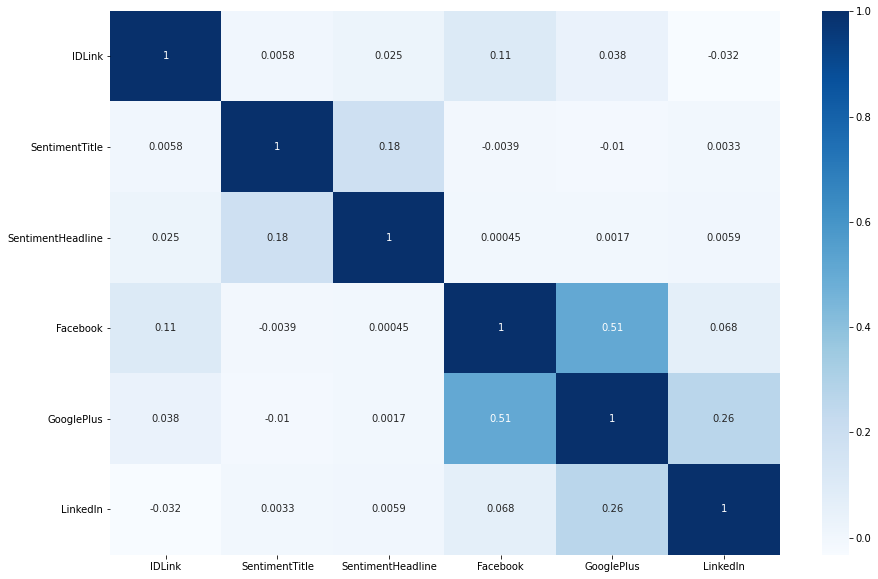 IDLink 1 0.0058 0.025 0.11 0.038 -0.032
SentimentTitle 0.0058 1 0.18 -0.0039 -0.01 0.0033
SentimentHeadline 0.025 0.18 1 0.00045 0.0017 0.0059
Facebook 0.11 -0.0039 0.00045 1 0.51 0.068
GooglePlus 0.038 -0.01 0.0017 0.51 1 0.26
LinkedIn -0.032 0.0033 0.0059 0.068 0.26 1
IDLink SentimentTitle SentimentHeadline Facebook GooglePlus LinkedIn
1.0
0.8
0.6
0.4
0.2
0.0